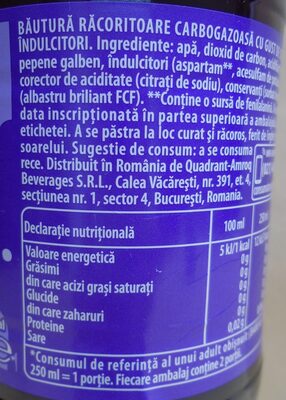 BĂUTURĂ RĂCORITOARE CARBOGAZOASĂ CU GUST
ÎNDULCITORI. Ingrediente: apă, dioxid de carbon,
pepene galben, îndulcitori (aspartam**, acesulfam
corector de aciditate (citrați de sodiu), conservanți
(albastru briliant FCF). **Conține o sursă de fenilalanină.
data inscripționată în partea superioară a ambalajului
etichetei. A se păstra la loc curat și răcoros, ferit de
soarelui. Sugestie de consum: a se consuma
rece. Distribuit în România de Quadrant-Amroq
Beverages S.R.L., Calea Văcărești, nr. 391, et. 4,
secțiunea nr. 1, sector 4, București, Romania.
Declarație nutrițională 100 ml
Valoare energetică 5 kJ/1 kcal
Grăsimi 0g
din care acizi grași saturați 0g
Glucide 0g
din care zaharuri 0g
Proteine 0g
Sare 0,02g
*Consumul de referință al unui adult obișnuit
250 ml = 1 porție. Fiecare ambalaj conține 2 porții.